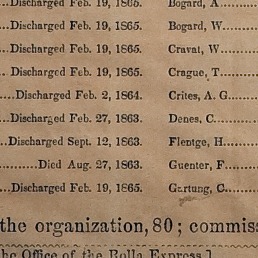 ...Discharged Feb. 19, 1865. Bogard, A
...Discharged Feb. 19, 1865. Bogard, W......
...Discharged Feb. 19, 1865. Cravat, W......
...Discharged Feb. 19, 1865. Crague, T......
....Discharged Feb. 2, 1864. Crites, A. G......
..Discharged Feb. 27, 1863. Denes, C........
..Discharged Sept. 12, 1863. Flentge, H......
........Died Aug. 27, 1863. Guenter, F......
...Discharged Feb. 19, 1865. Gertung, C......
the organization, 80; commis
Office of the Rolla Express.]